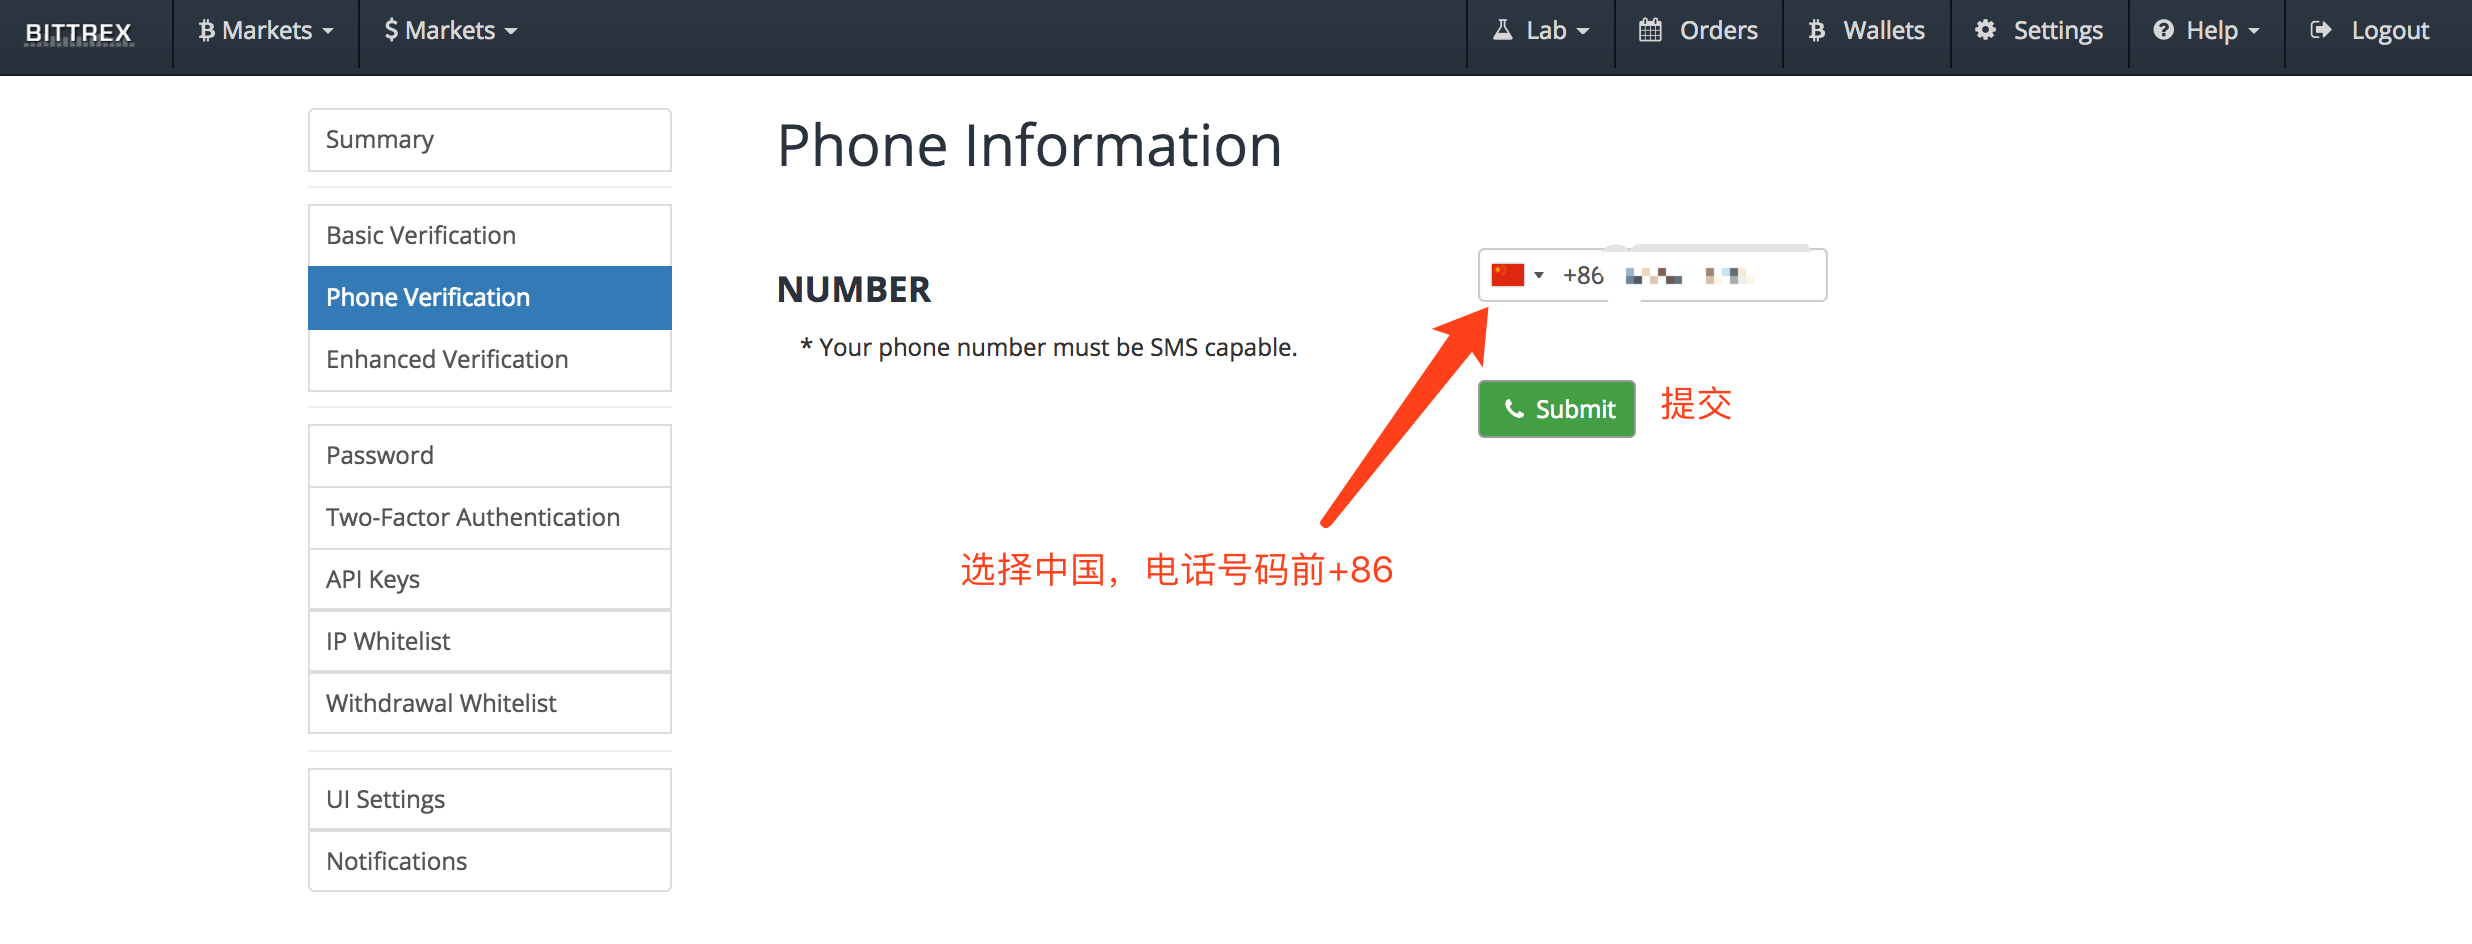 BITTREX
Markets
$ Markets
Lab
Orders
Wallets
Settings
Help
Logout
Summary
Basic Verification
Phone Verification
Enhanced Verification
Password
Two-Factor Authentication
API Keys
IP Whitelist
Withdrawal Whitelist
UI Settings
Notifications
Phone Information
NUMBER
* Your phone number must be SMS capable.
+86
Submit
提交
选择中国，电话号码前+86